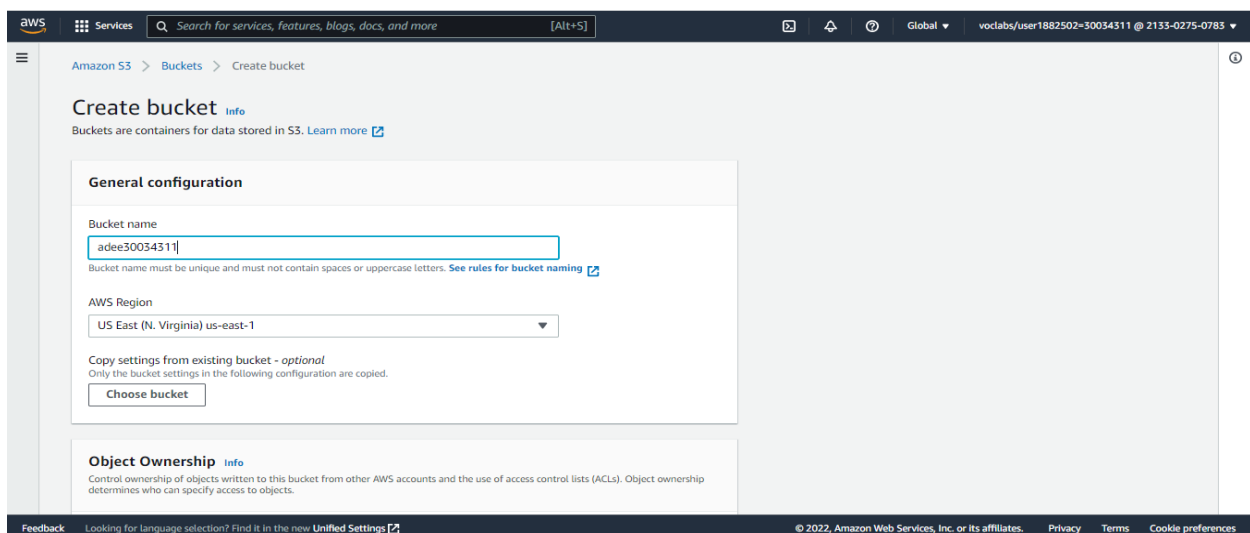 aws Services Search for services, features, blogs, docs, and more [Alt+S] Global voclabs/user1882502=30034311 @ 2133-0275-0783
Amazon S3 > Buckets > Create bucket
Create bucket Info
Buckets are containers for data stored in S3. Learn more
General configuration
Bucket name
adee30034311
Bucket name must be unique and must not contain spaces or uppercase letters. See rules for bucket naming
AWS Region
US East (N. Virginia) us-east-1
Copy settings from existing bucket - optional
Only the bucket settings in the following configuration are copied.
Choose bucket
Object Ownership Info
Control ownership of objects written to this bucket from other AWS accounts and the use of access control lists (ACLs). Object ownership
determines who can specify access to objects.
Feedback Looking for language selection? Find it in the new Unified Settings © 2022, Amazon Web Services, Inc. or its affiliates. Privacy Terms Cookie preferences